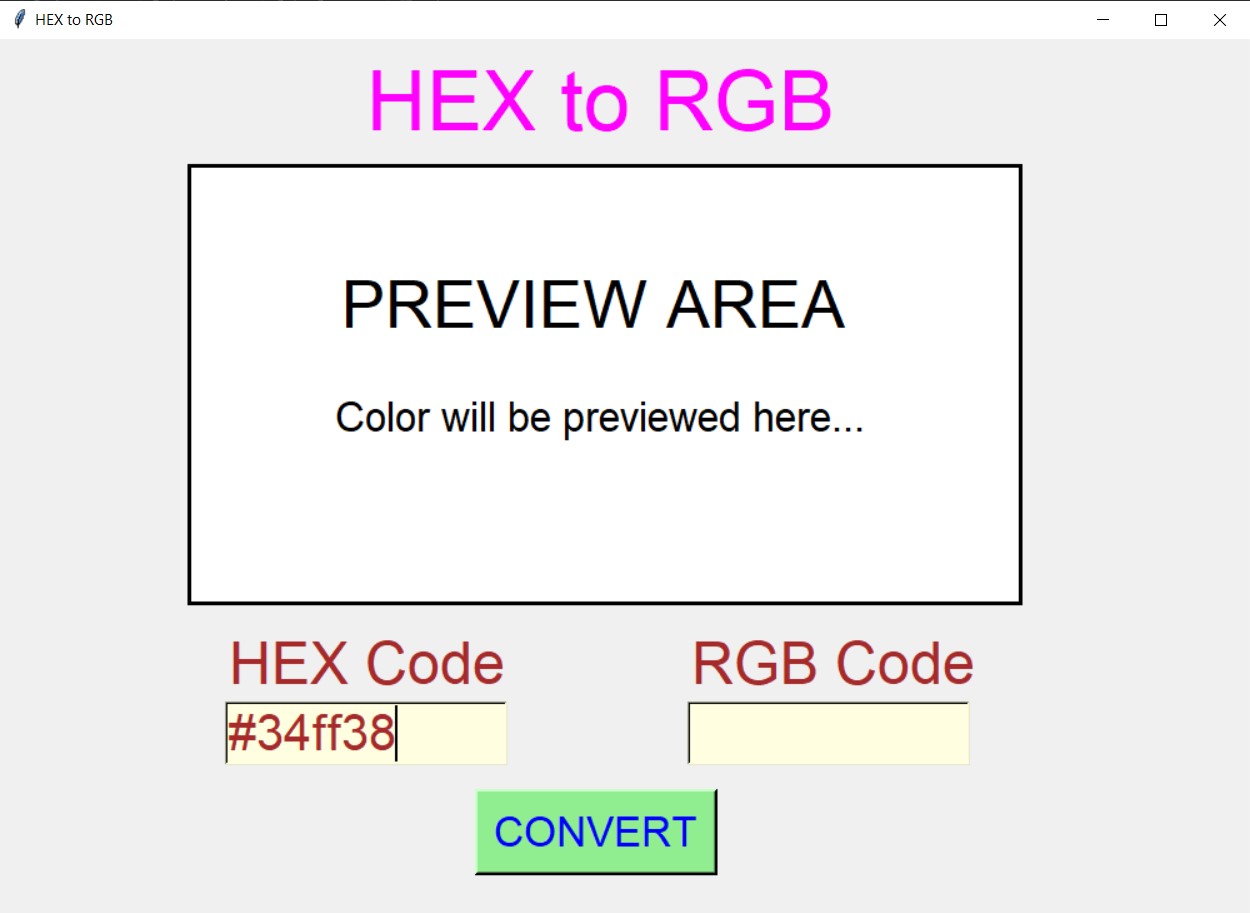 HEX to RGB
HEX to RGB
PREVIEW AREA
Color will be previewed here...
HEX Code
RGB Code
#34ff38
CONVERT